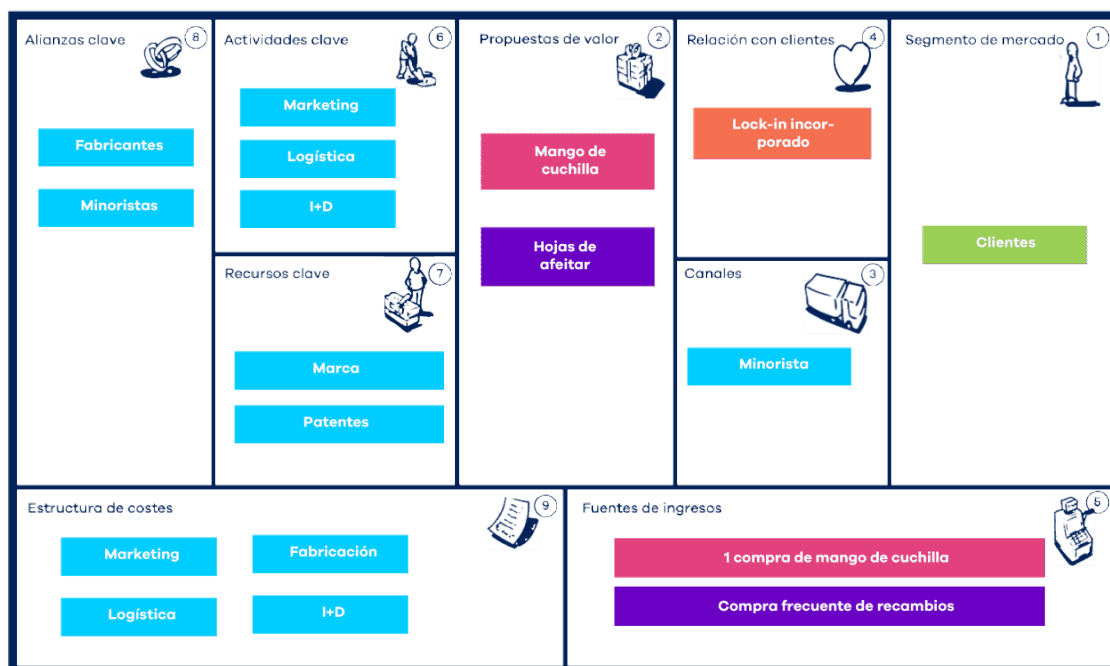 Alianzas clave
8
Fabricantes
Minoristas
Actividades clave
6
Marketing
Logística
I+D
Recursos clave
7
Marca
Patentes
Propuestas de valor
2
Mango de
cuchilla
Hojas de
afeitar
Relación con clientes
4
Lock-in incor-
porado
Canales
3
Minorista
Segmento de mercado
1
Clientes
Estructura de costes
9
Marketing
Fabricación
Logística
I+D
Fuentes de ingresos
5
1 compra de mango de cuchilla
Compra frecuente de recambios